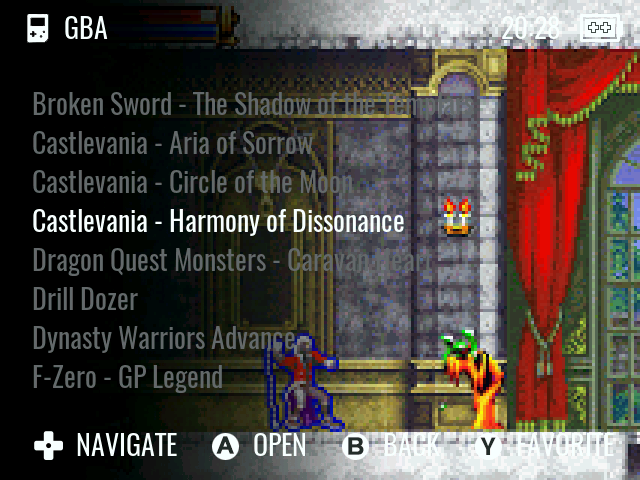 GBA 20:28
Broken Sword - The Shadow of the Templars
Castlevania - Aria of Sorrow
Castlevania - Circle of the Moon
Castlevania - Harmony of Dissonance
Dragon Quest Monsters - Caravan Heart
Drill Dozer
Dynasty Warriors Advance
F-Zero - GP Legend
NAVIGATE A OPEN B BACK Y FAVORITE